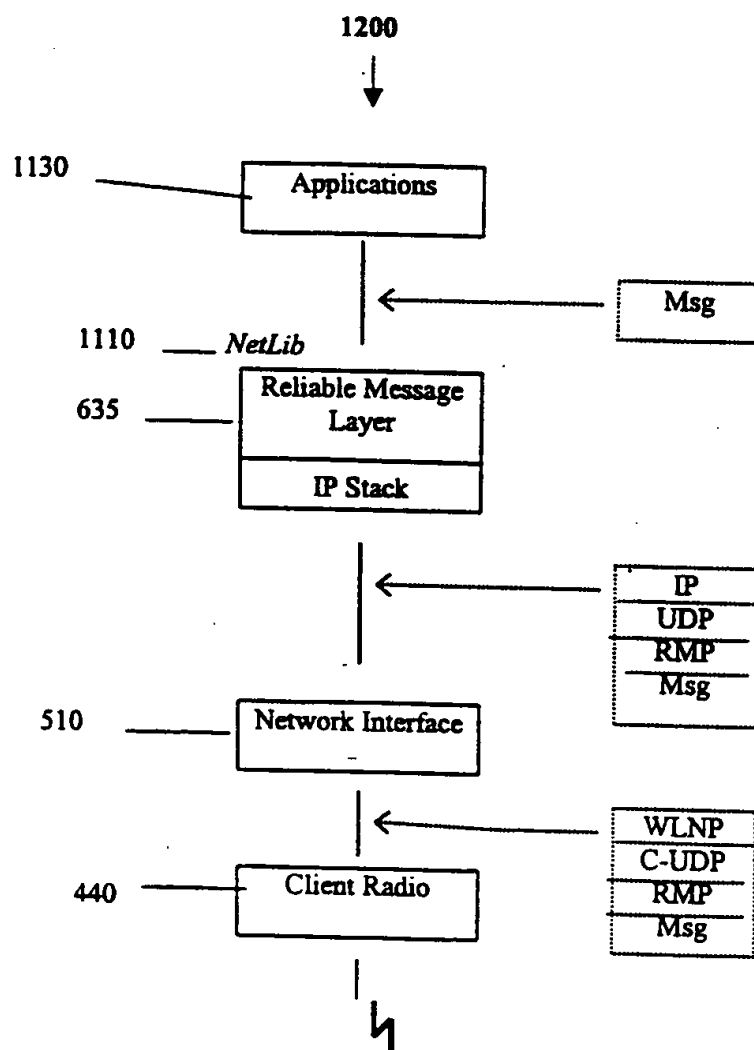 1200
1130
Applications
Msg
1110
NetLib
635
Reliable Message
Layer
IP Stack
IP
UDP
RMP
Msg
510
Network Interface
WLNP
C-UDP
RMP
Msg
440
Client Radio